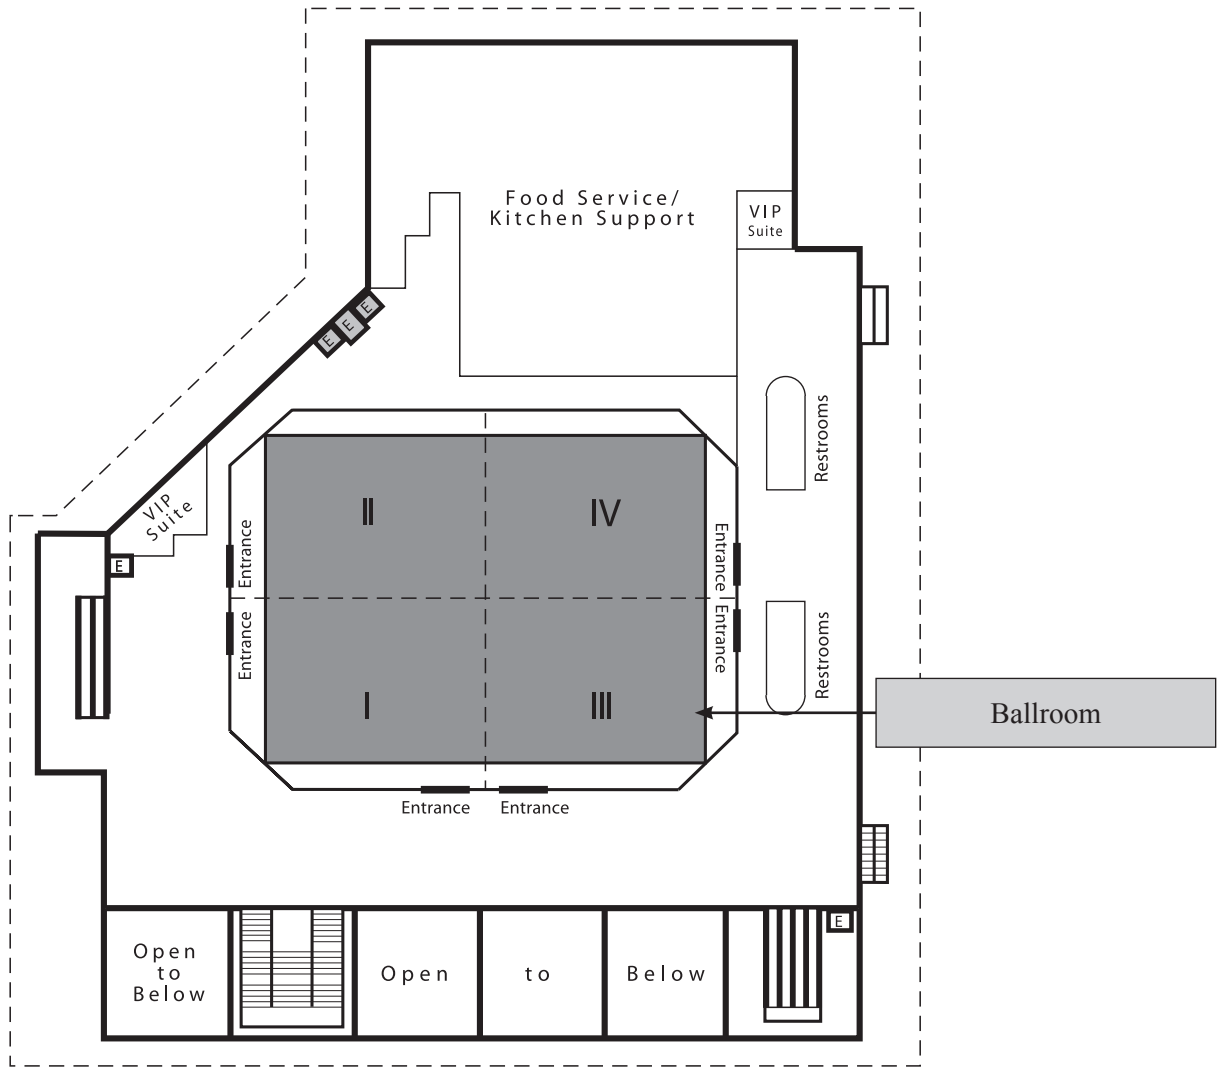 Food Service/
Kitchen Support
VIP
Suite
E
E
E
Restrooms
VIP
Suite
II
IV
Entrance
Entrance
E
Entrance
Entrance
Restrooms
I
III
Ballroom
Entrance
Entrance
E
Open
to
Below
Open
to
Below